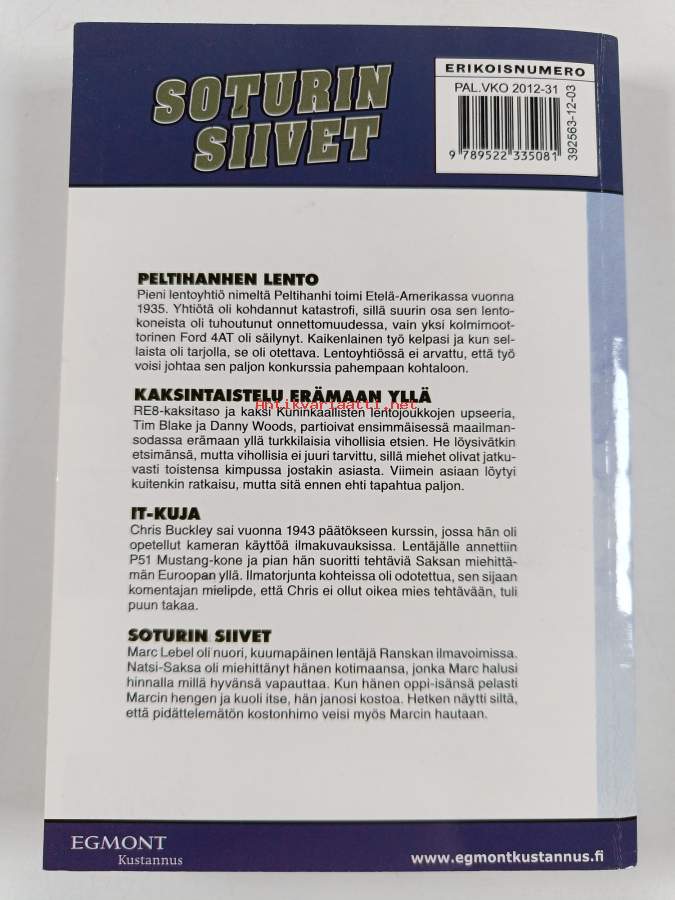 SOTURIN
SIIVET
ERIKOISNUMERO
PAL.VKO 2012-31
9 789522 335081
392563-12-03
PELTIHANHEN LENTO
Pieni lentoyhtiö nimeltä Peltihanhi toimi Etelä-Amerikassa vuonna
1935. Yhtiötä oli kohdannut katastrofi, sillä suurin osa sen lento-
koneista oli tuhoutunut onnettomuudessa, vain yksi kolmimoot-
torinen Ford 4AT oli säilynyt. Kaikenlainen työ kelpasi ja kun sel-
laista oli tarjolla, se oli otettava. Lentoyhtiössä ei arvattu, että työ
voisi johtaa sen paljon konkurssia pahempaan kohtaloon.
KAKSINTAISTELU ERÄMAAN YLLÄ
Antikvariaatti.net
RE8-kaksitaso ja kaksi Kuninkaallisten lentojoukkojen upseeria,
Tim Blake ja Danny Woods, partioivat ensimmäisessä maailman-
sodassa erämaan yllä turkkilaisia vihollisia etsien. He löysivätkin
etsimänsä, mutta vihollisia ei juuri tarvittu, sillä miehet olivat jatku-
vasti toistensa kimpussa jostakin asiasta. Viimein asiaan löytyi
kuitenkin ratkaisu, mutta sitä ennen ehti tapahtua paljon.
IT-KUJA
Chris Buckley sai vuonna 1943 päätökseen kurssin, jossa hän oli
opetellut kameran käyttöä ilmakuvauksissa. Lentäjälle annettiin
P51 Mustang-kone ja pian hän suoritti tehtäviä Saksan miehittä-
män Euroopan yllä. Ilmatorjunta kohteissa oli odotettua, sen sijaan
komentajan mielipde, että Chris ei ollut oikea mies tehtävään, tuli
puun takaa.
SOTURIN SIIVET
Marc Lebel oli nuori, kuumapäinen lentäjä Ranskan ilmavoimissa.
Natsi-Saksa oli miehittänyt hänen kotimaansa, jonka Marc halusi
hinnalla millä hyvänsä vapauttaa. Kun hänen oppi-isänsä pelasti
Marcin hengen ja kuoli itse, hän janosi kostoa. Hetken näytti siltä,
että pidättelemätön kostonhimo veisi myös Marcin hautaan.
EGMONT
Kustannus
www.egmontkustannus.fi